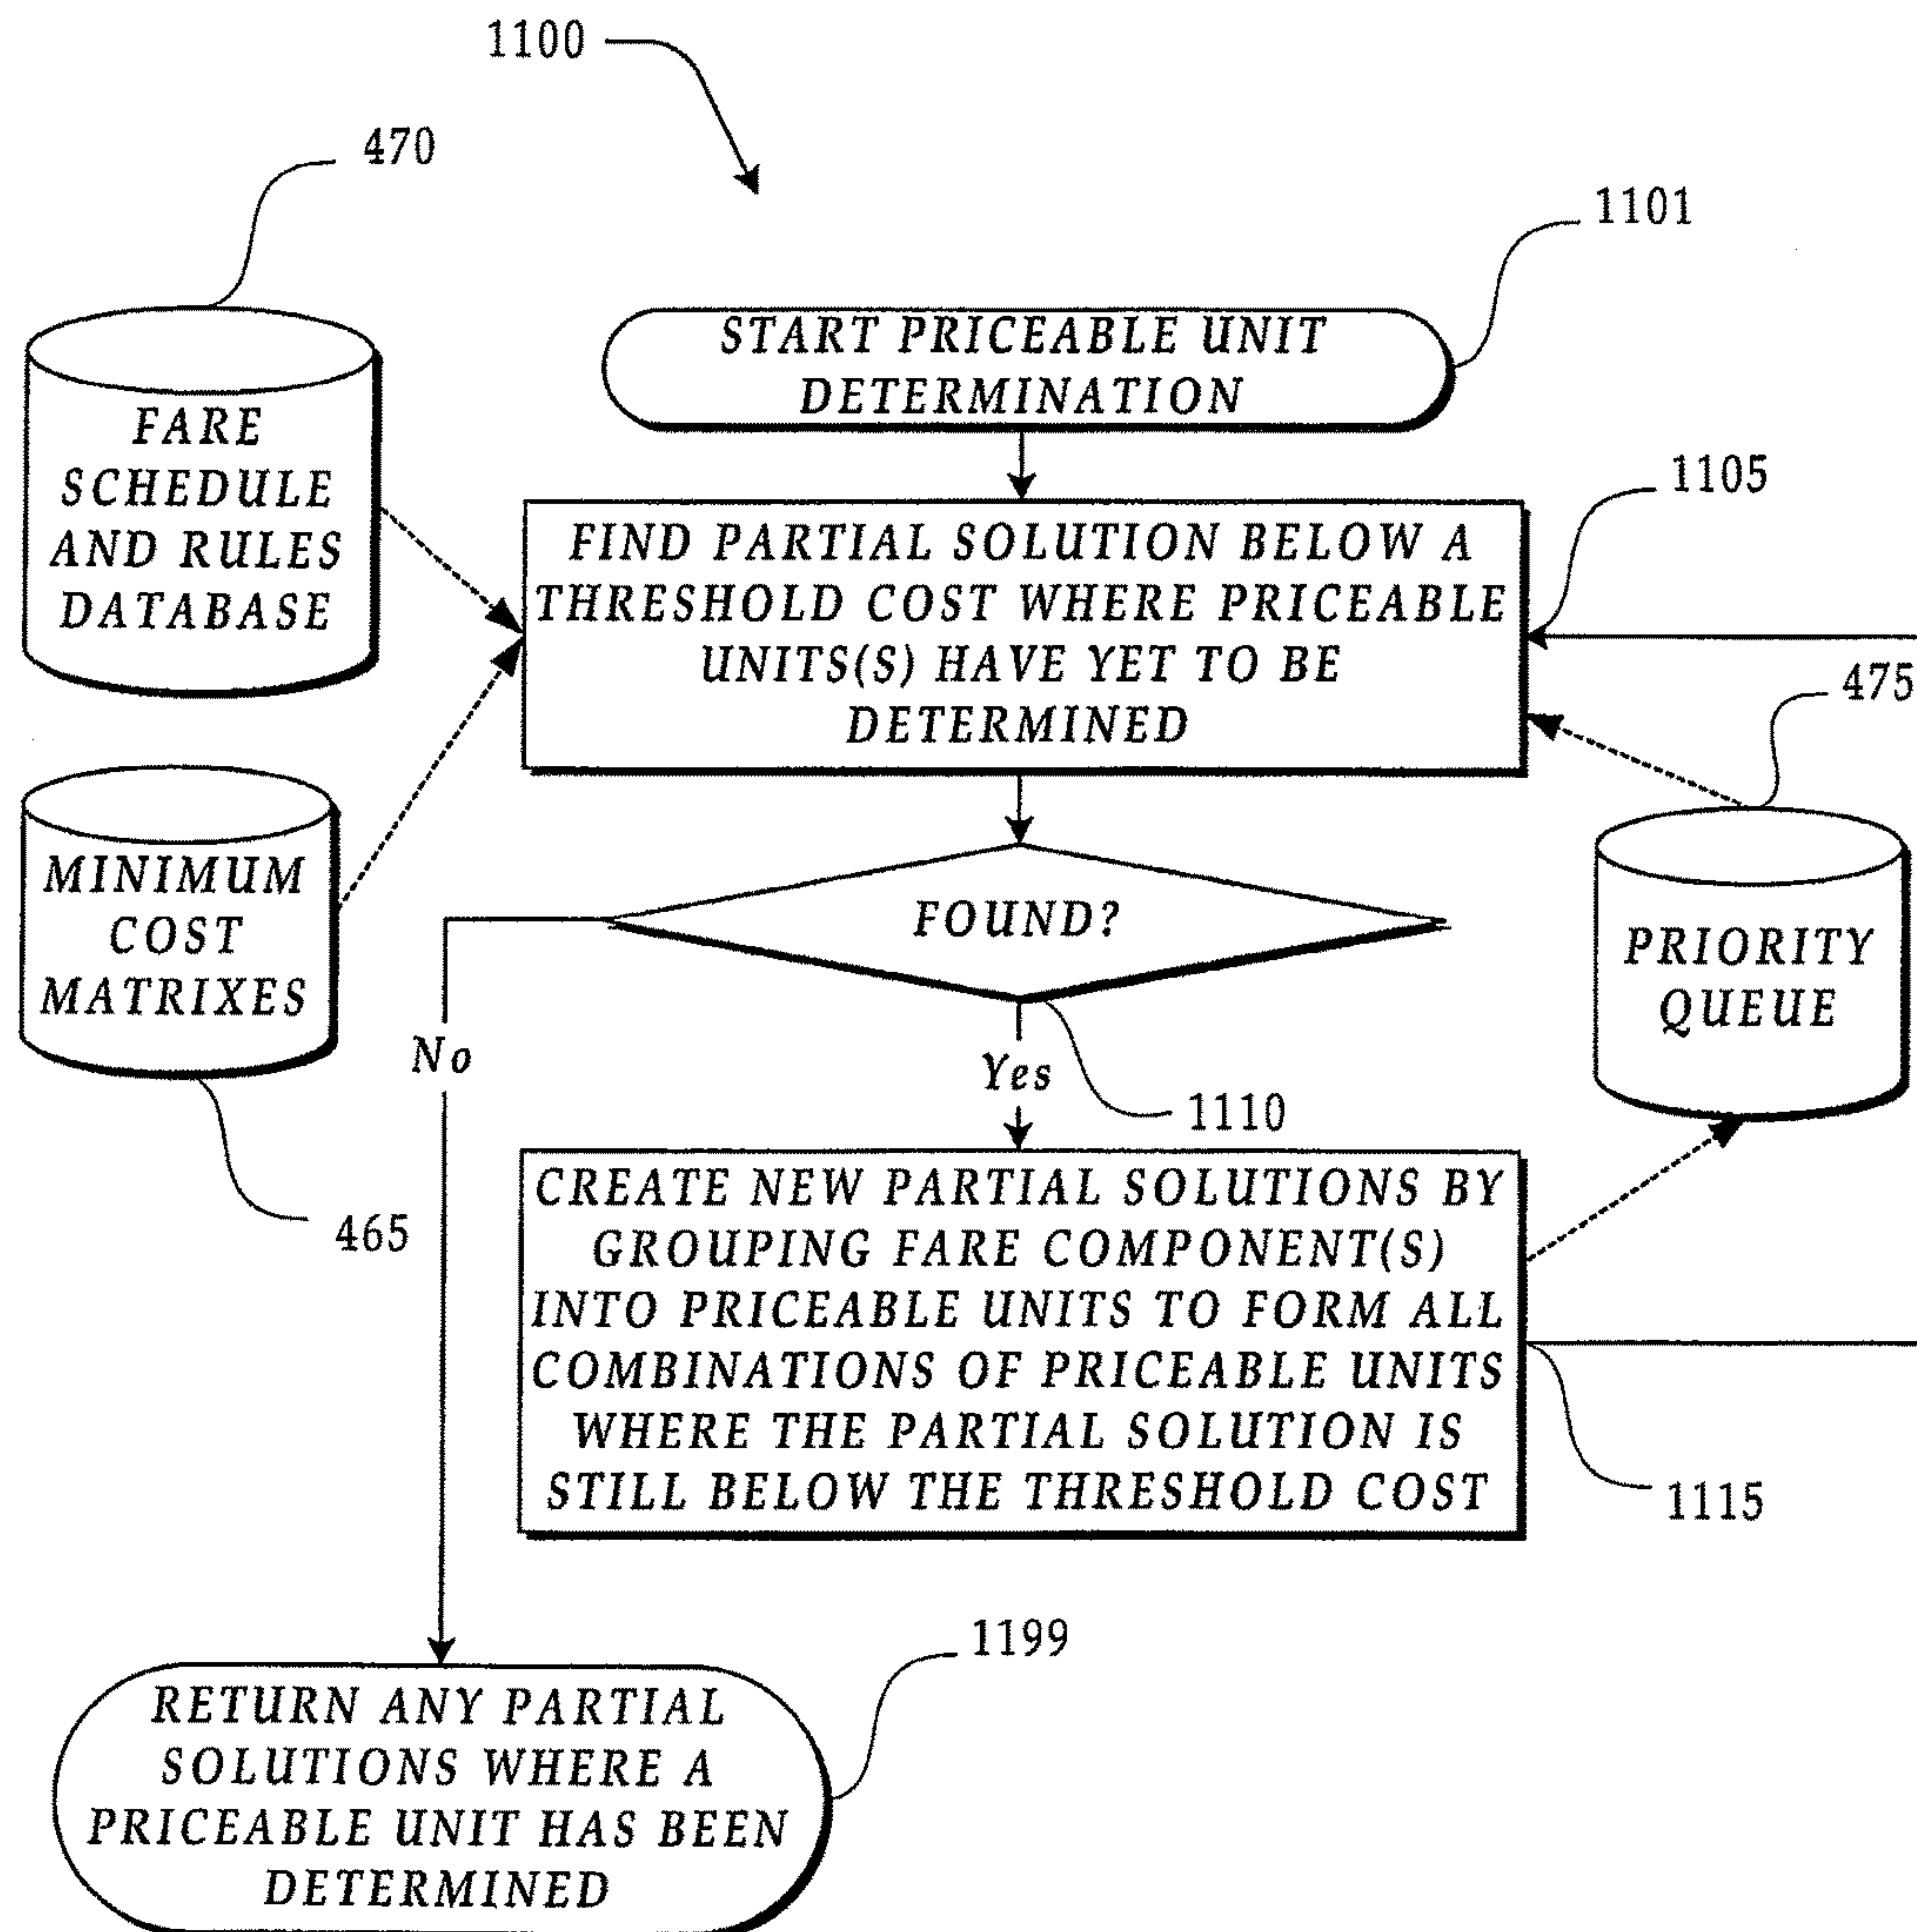 1100
470
1101
START PRICEABLE UNIT
DETERMINATION
FARE
SCHEDULE
AND RULES
DATABASE
1105
FIND PARTIAL SOLUTION BELOW A
THRESHOLD COST WHERE PRICEABLE
UNITS(S) HAVE YET TO BE
DETERMINED
475
MINIMUM
COST
MATRIXES
FOUND?
PRIORITY
QUEUE
No
Yes
1110
465
CREATE NEW PARTIAL SOLUTIONS BY
GROUPING FARE COMPONENT(S)
INTO PRICEABLE UNITS TO FORM ALL
COMBINATIONS OF PRICEABLE UNITS
WHERE THE PARTIAL SOLUTION IS
STILL BELOW THE THRESHOLD COST
1115
1199
RETURN ANY PARTIAL
SOLUTIONS WHERE A
PRICEABLE UNIT HAS BEEN
DETERMINED